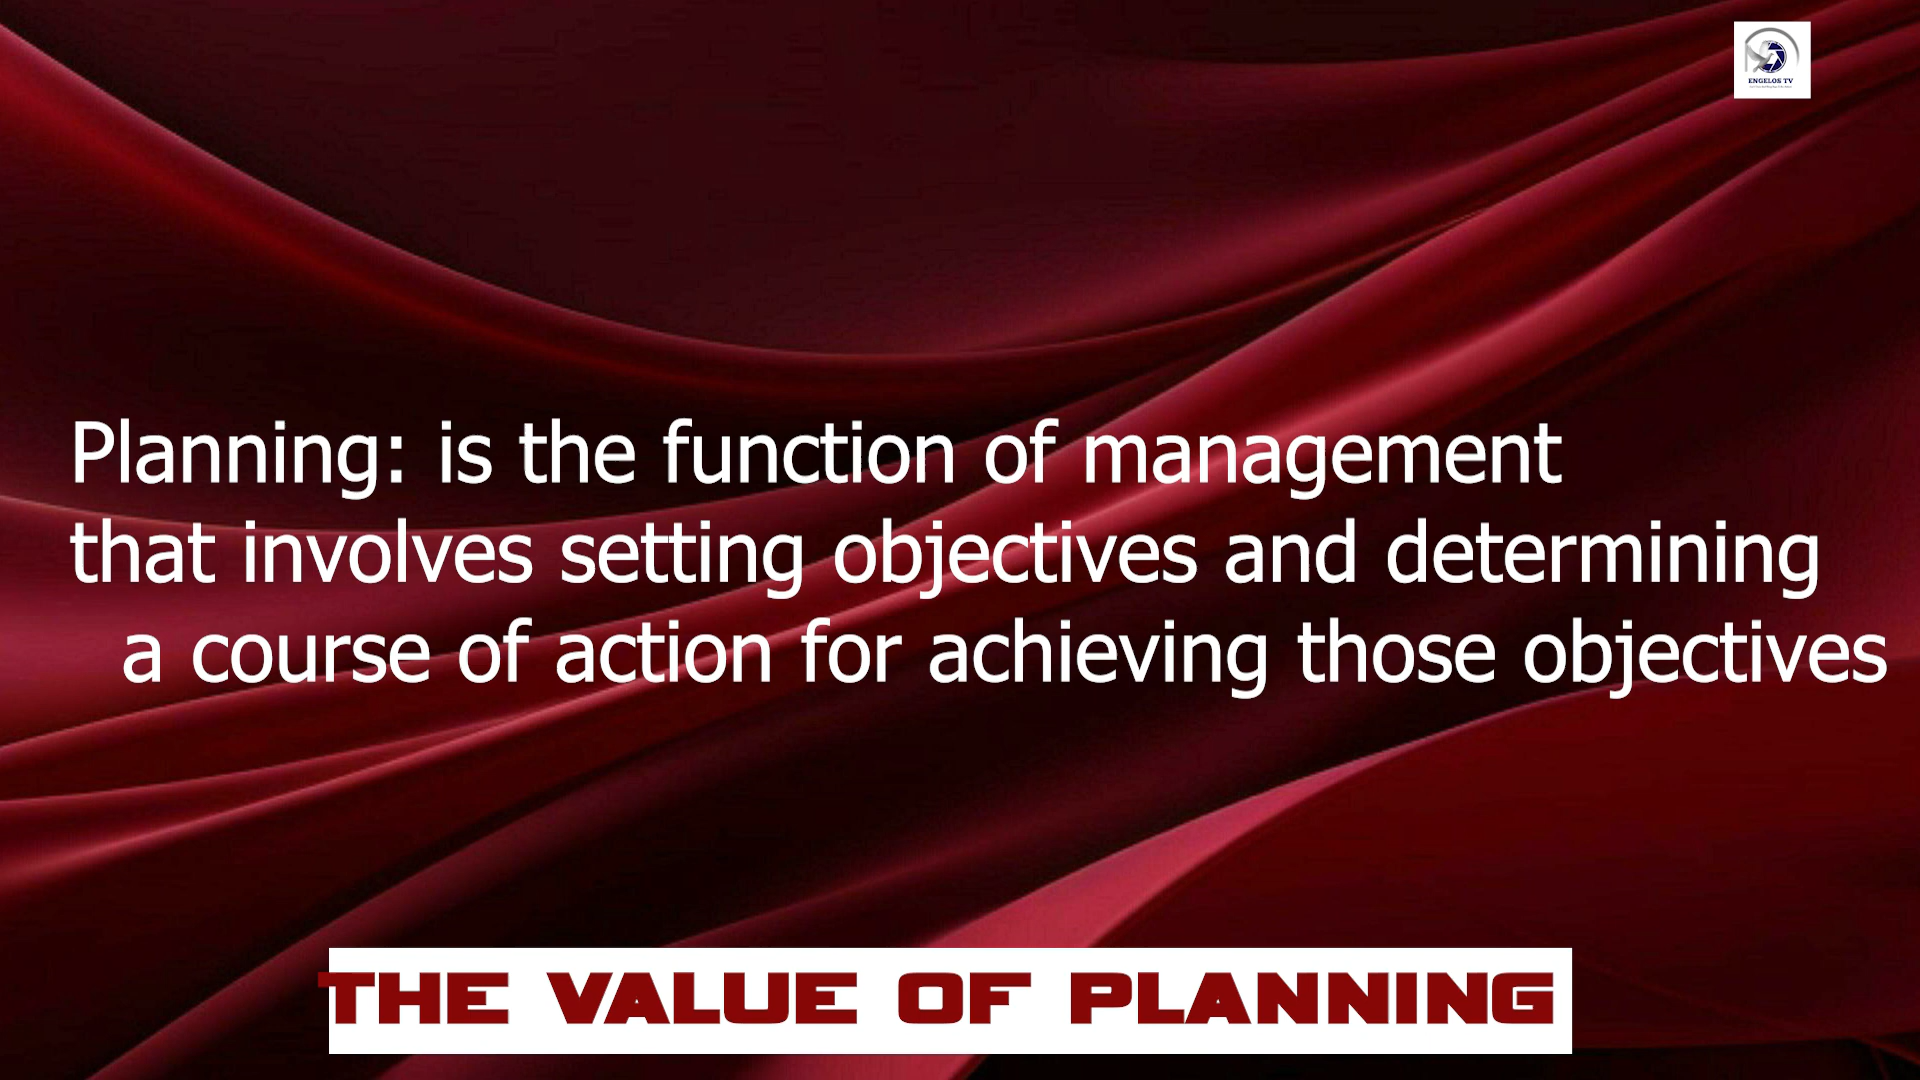 ENGELOS TV
Planning: is the function of management
that involves setting objectives and determining
a course of action for achieving those objectives
THE VALUE OF PLANNING